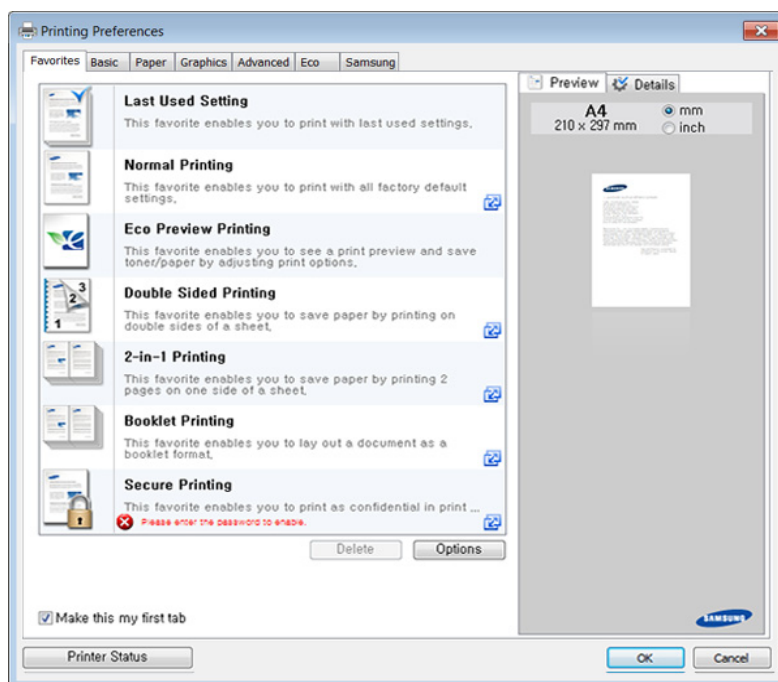 Printing Preferences
Favorites Basic Paper Graphics Advanced Eco Samsung
Last Used Setting
This favorite enables you to print with last used settings.
Normal Printing
This favorite enables you to print with all factory default
settings.
Eco Preview Printing
This favorite enables you to see a print preview and save
toner/paper by adjusting print options.
Double Sided Printing
This favorite enables you to save paper by printing on
double sides of a sheet.
2-in-1 Printing
This favorite enables you to save paper by printing 2
pages on one side of a sheet.
Booklet Printing
This favorite enables you to lay out a document as a
booklet format.
Secure Printing
This favorite enables you to print as confidential in print ...
Please enter the password to enable.
1 2 3
Delete Options
Make this my first tab
Preview Details
A4
210 x 297 mm
mm
inch
SAMSUNG
Printer Status
OK Cancel